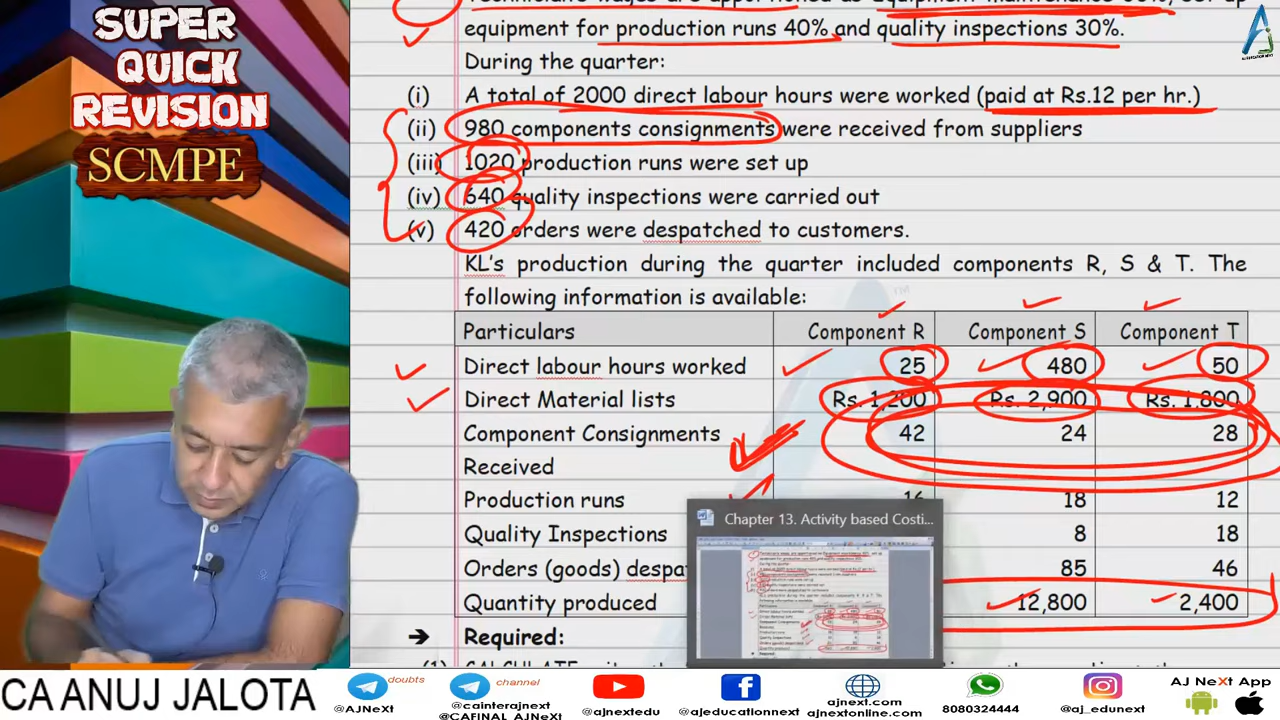 SUPER
QUICK
REVISION
SCMPE
equipment for production runs 40% and quality inspections 30%.
During the quarter:
(i) A total of 2000 direct labour hours were worked (paid at Rs.12 per hr.)
(ii) 980 components consignments were received from suppliers
(iii) 1020 production runs were set up
(iv) 640 quality inspections were carried out
(v) 420 orders were despatched to customers.
KL's production during the quarter included components R, S & T. The
following information is available:
Particulars Component R Component S Component T
Direct labour hours worked 25 480 50
Direct Material lists Rs. 1,200 Rs. 2,900 Rs. 1,800
Component Consignments 42 24 28
Received
Production runs 16 18 12
Chapter 13. Activity based Costi...
Quality Inspections 8 18
Orders (goods) despa 85 46
Quantity produced 12,800 2,400
Required:
CA ANUJ JALOTA
doubts
@AJNeXt
channel
@cainterajnext
@CAFINAL_AJNeXt
@ajnextedu
@ajeducationnext
ajnext.com
ajnextonline.com
8080324444
@aj_edunext
AJ NeXt App